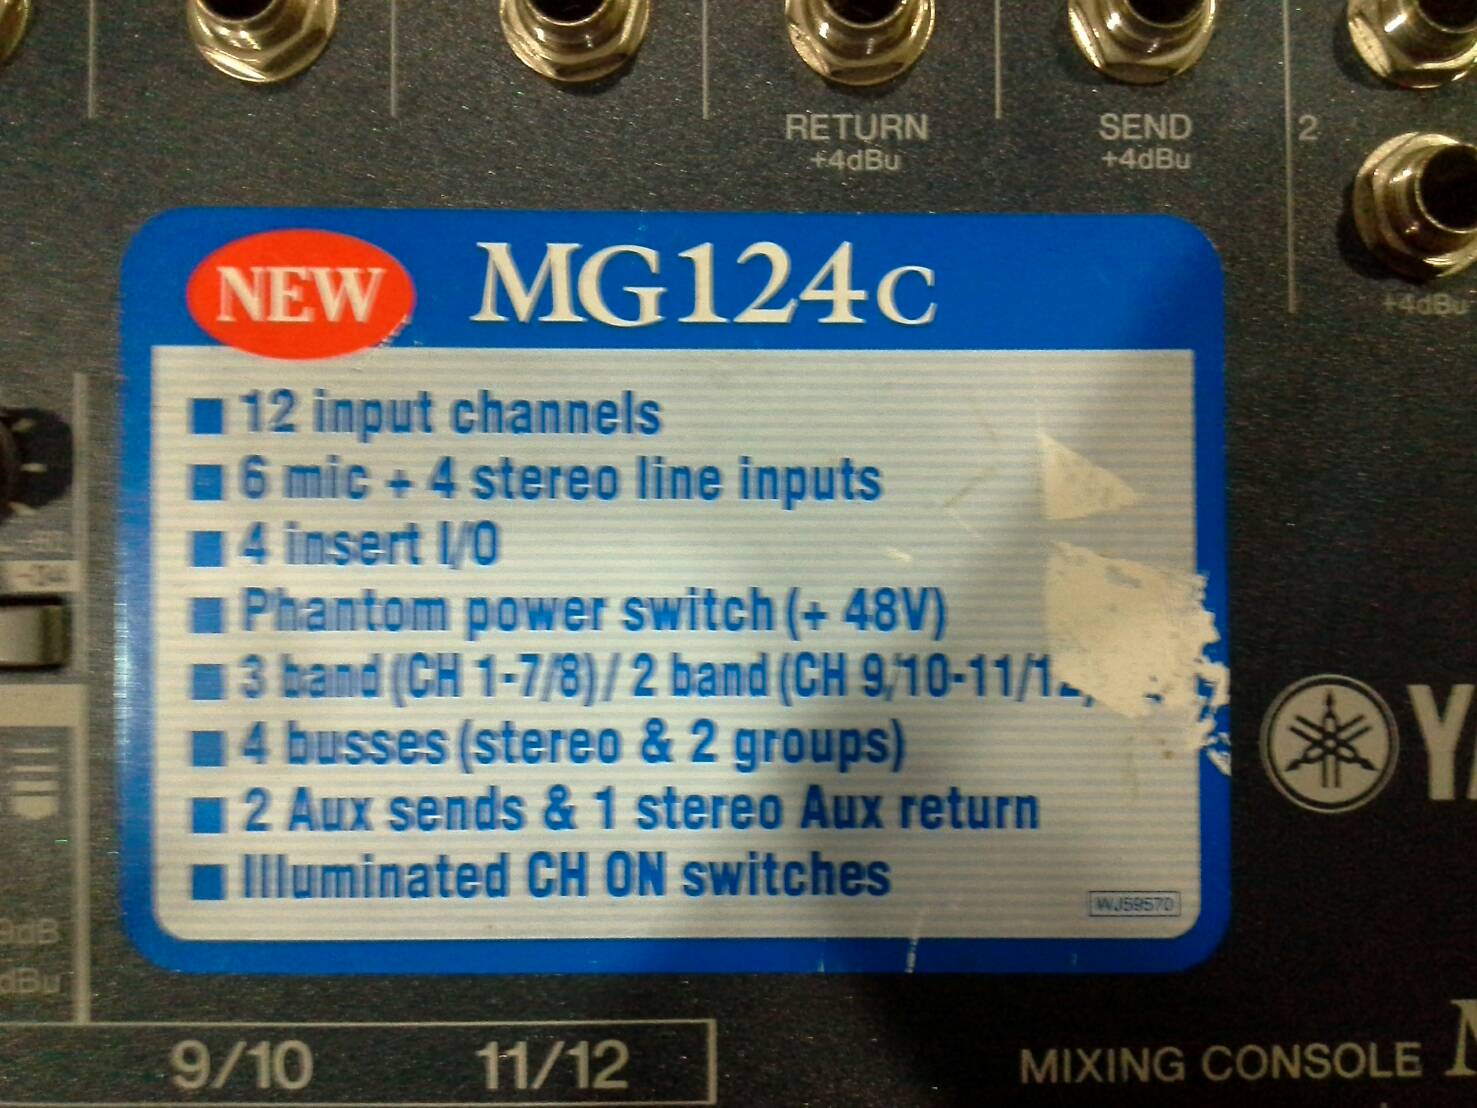 RETURN
+4dBu
SEND
+4dBu
2
+4dBu
NEW
MG124C
12 input channels
6 mic + 4 stereo line inputs
4 insert I/O
Phantom power switch (+ 48V)
3 band (CH 1-7/8) / 2 band (CH 9/10-11/12)
4 busses (stereo & 2 groups)
2 Aux sends & 1 stereo Aux return
Illuminated CH ON switches
WJ59570
9/10
11/12
MIXING CONSOLE